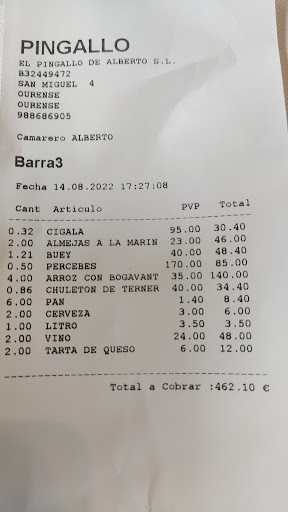 PINGALLO
EL PINGALLO DE ALBERTO S.L.
B32449472
SAN MIGUEL 4
OURENSE
OURENSE
988686905
Camarero ALBERTO
Barra3
Fecha 14.08.2022 17:27:08
Cant Articulo PVP Total
0.32 CIGALA 95.00 30.40
2.00 ALMEJAS A LA MARIN 23.00 46.00
1.21 BUEY 40.00 48.40
0.50 PERCEBES 170.00 85.00
4.00 ARROZ CON BOGAVANT 35.00 140.00
0.86 CHULETON DE TERNER 40.00 34.40
6.00 PAN 1.40 8.40
2.00 CERVEZA 3.00 6.00
1.00 LITRO 3.50 3.50
2.00 VINO 24.00 48.00
2.00 TARTA DE QUESO 6.00 12.00
Total a Cobrar :462.10 €